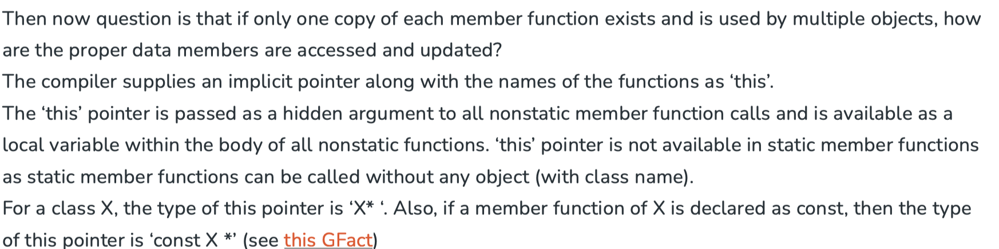 Then now question is that if only one copy of each member function exists and is used by multiple objects, how
are the proper data members are accessed and updated?
The compiler supplies an implicit pointer along with the names of the functions as ‘this’.
The ‘this’ pointer is passed as a hidden argument to all nonstatic member function calls and is available as a
local variable within the body of all nonstatic functions. ‘this’ pointer is not available in static member functions
as static member functions can be called without any object (with class name).
For a class X, the type of this pointer is ‘X* ‘. Also, if a member function of X is declared as const, then the type
of this pointer is ‘const X *’ (see this GFact)